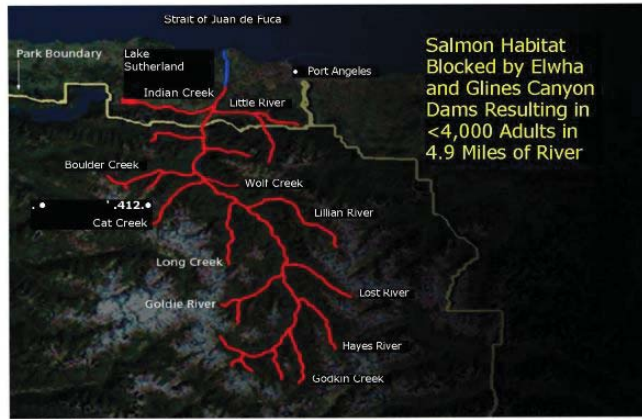 Strait of Juan de Fuca
Park Boundary
Lake
Sutherland
Port Angeles
Indian Creek
Little River
Salmon Habitat
Blocked by Elwha
and Glines Canyon
Dams Resulting in
<4,000 Adults in
4.9 Miles of River
Boulder Creek
Wolf Creek
.412.
Cat Creek
Lillian River
Long Creek
Goldie River
Lost River
Hayes River
Godkin Creek